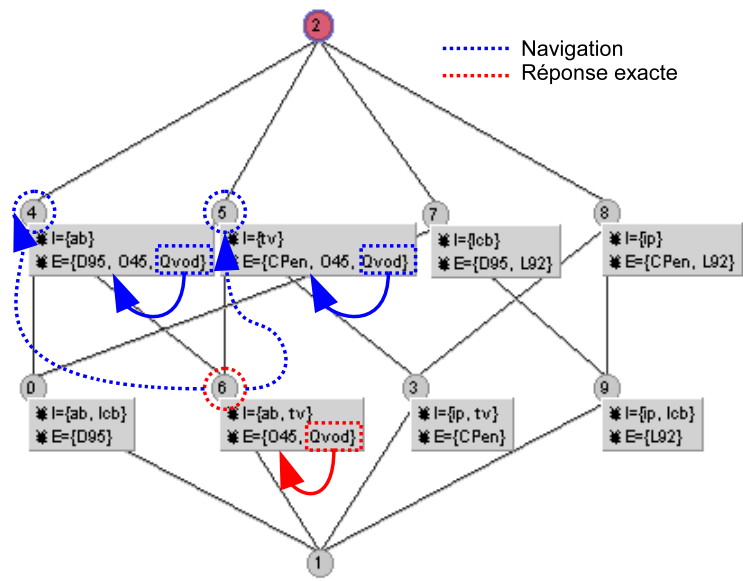 2
Navigation
Réponse exacte
4
I={ab}
E={D95, O45, Qvod}
5
I={tv}
E={CPen, O45, Qvod}
7
I={lcb}
E={D95, L92}
8
I={ip}
E={CPen, L92}
0
I={ab, lcb}
E={D95}
6
I={ab, tv}
E={O45, Qvod}
3
I={ip, tv}
E={CPen}
9
I={ip, lcb}
E={L92}
1